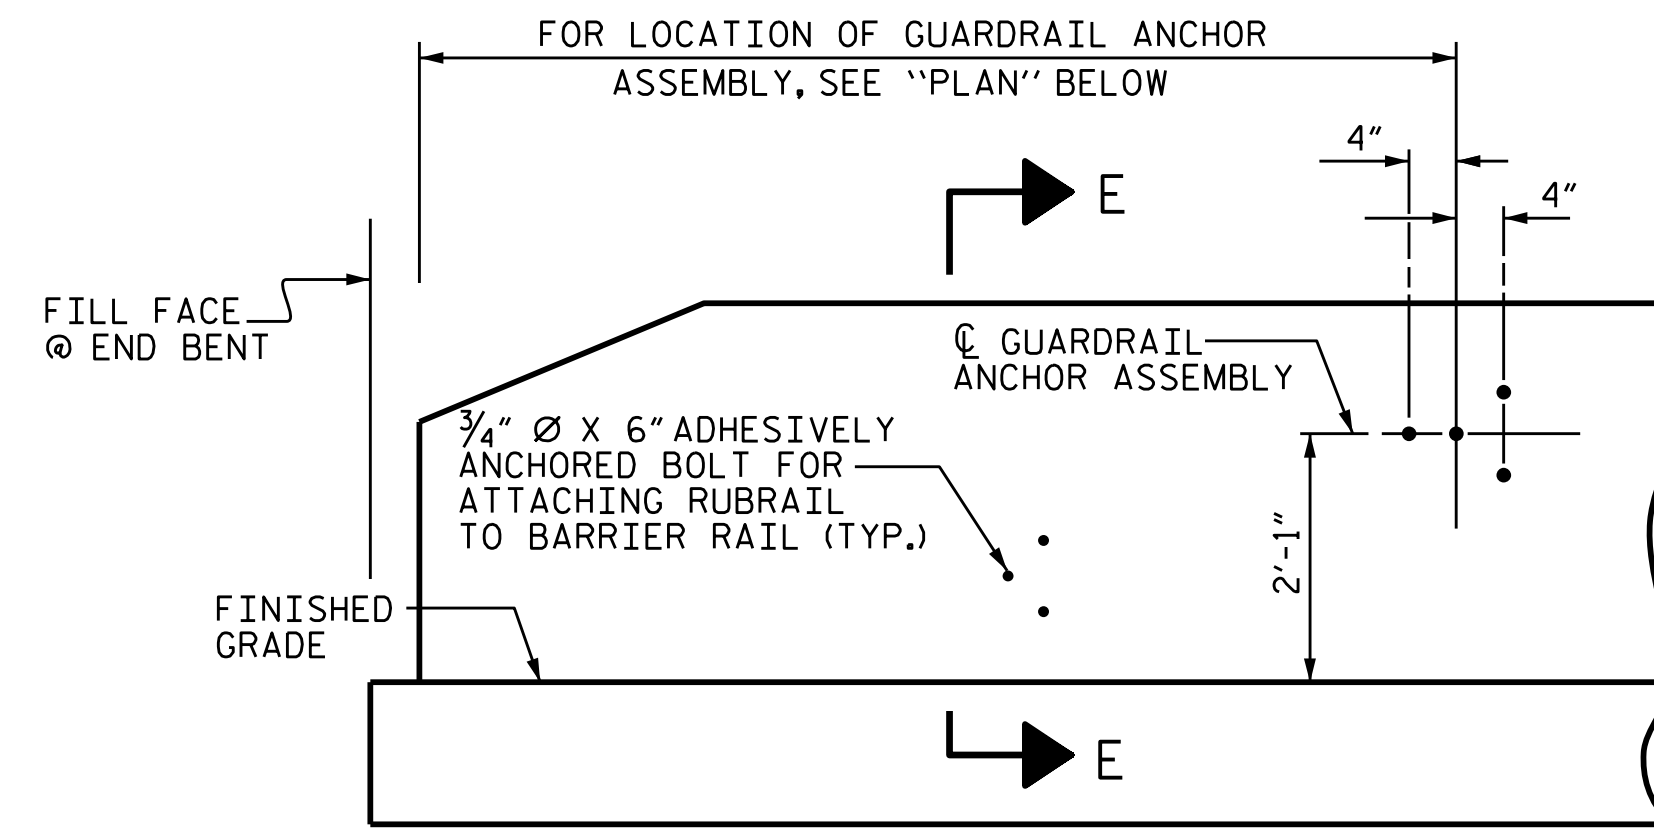 FOR LOCATION OF GUARDRAIL ANCHOR
ASSEMBLY, SEE "PLAN" BELOW
4"
4"
E
FILL FACE
@ END BENT
℄ GUARDRAIL
ANCHOR ASSEMBLY
3/4" Ø X 6" ADHESIVELY
ANCHORED BOLT FOR
ATTACHING RUBRAIL
TO BARRIER RAIL (TYP.)
2'-1"
FINISHED
GRADE
E